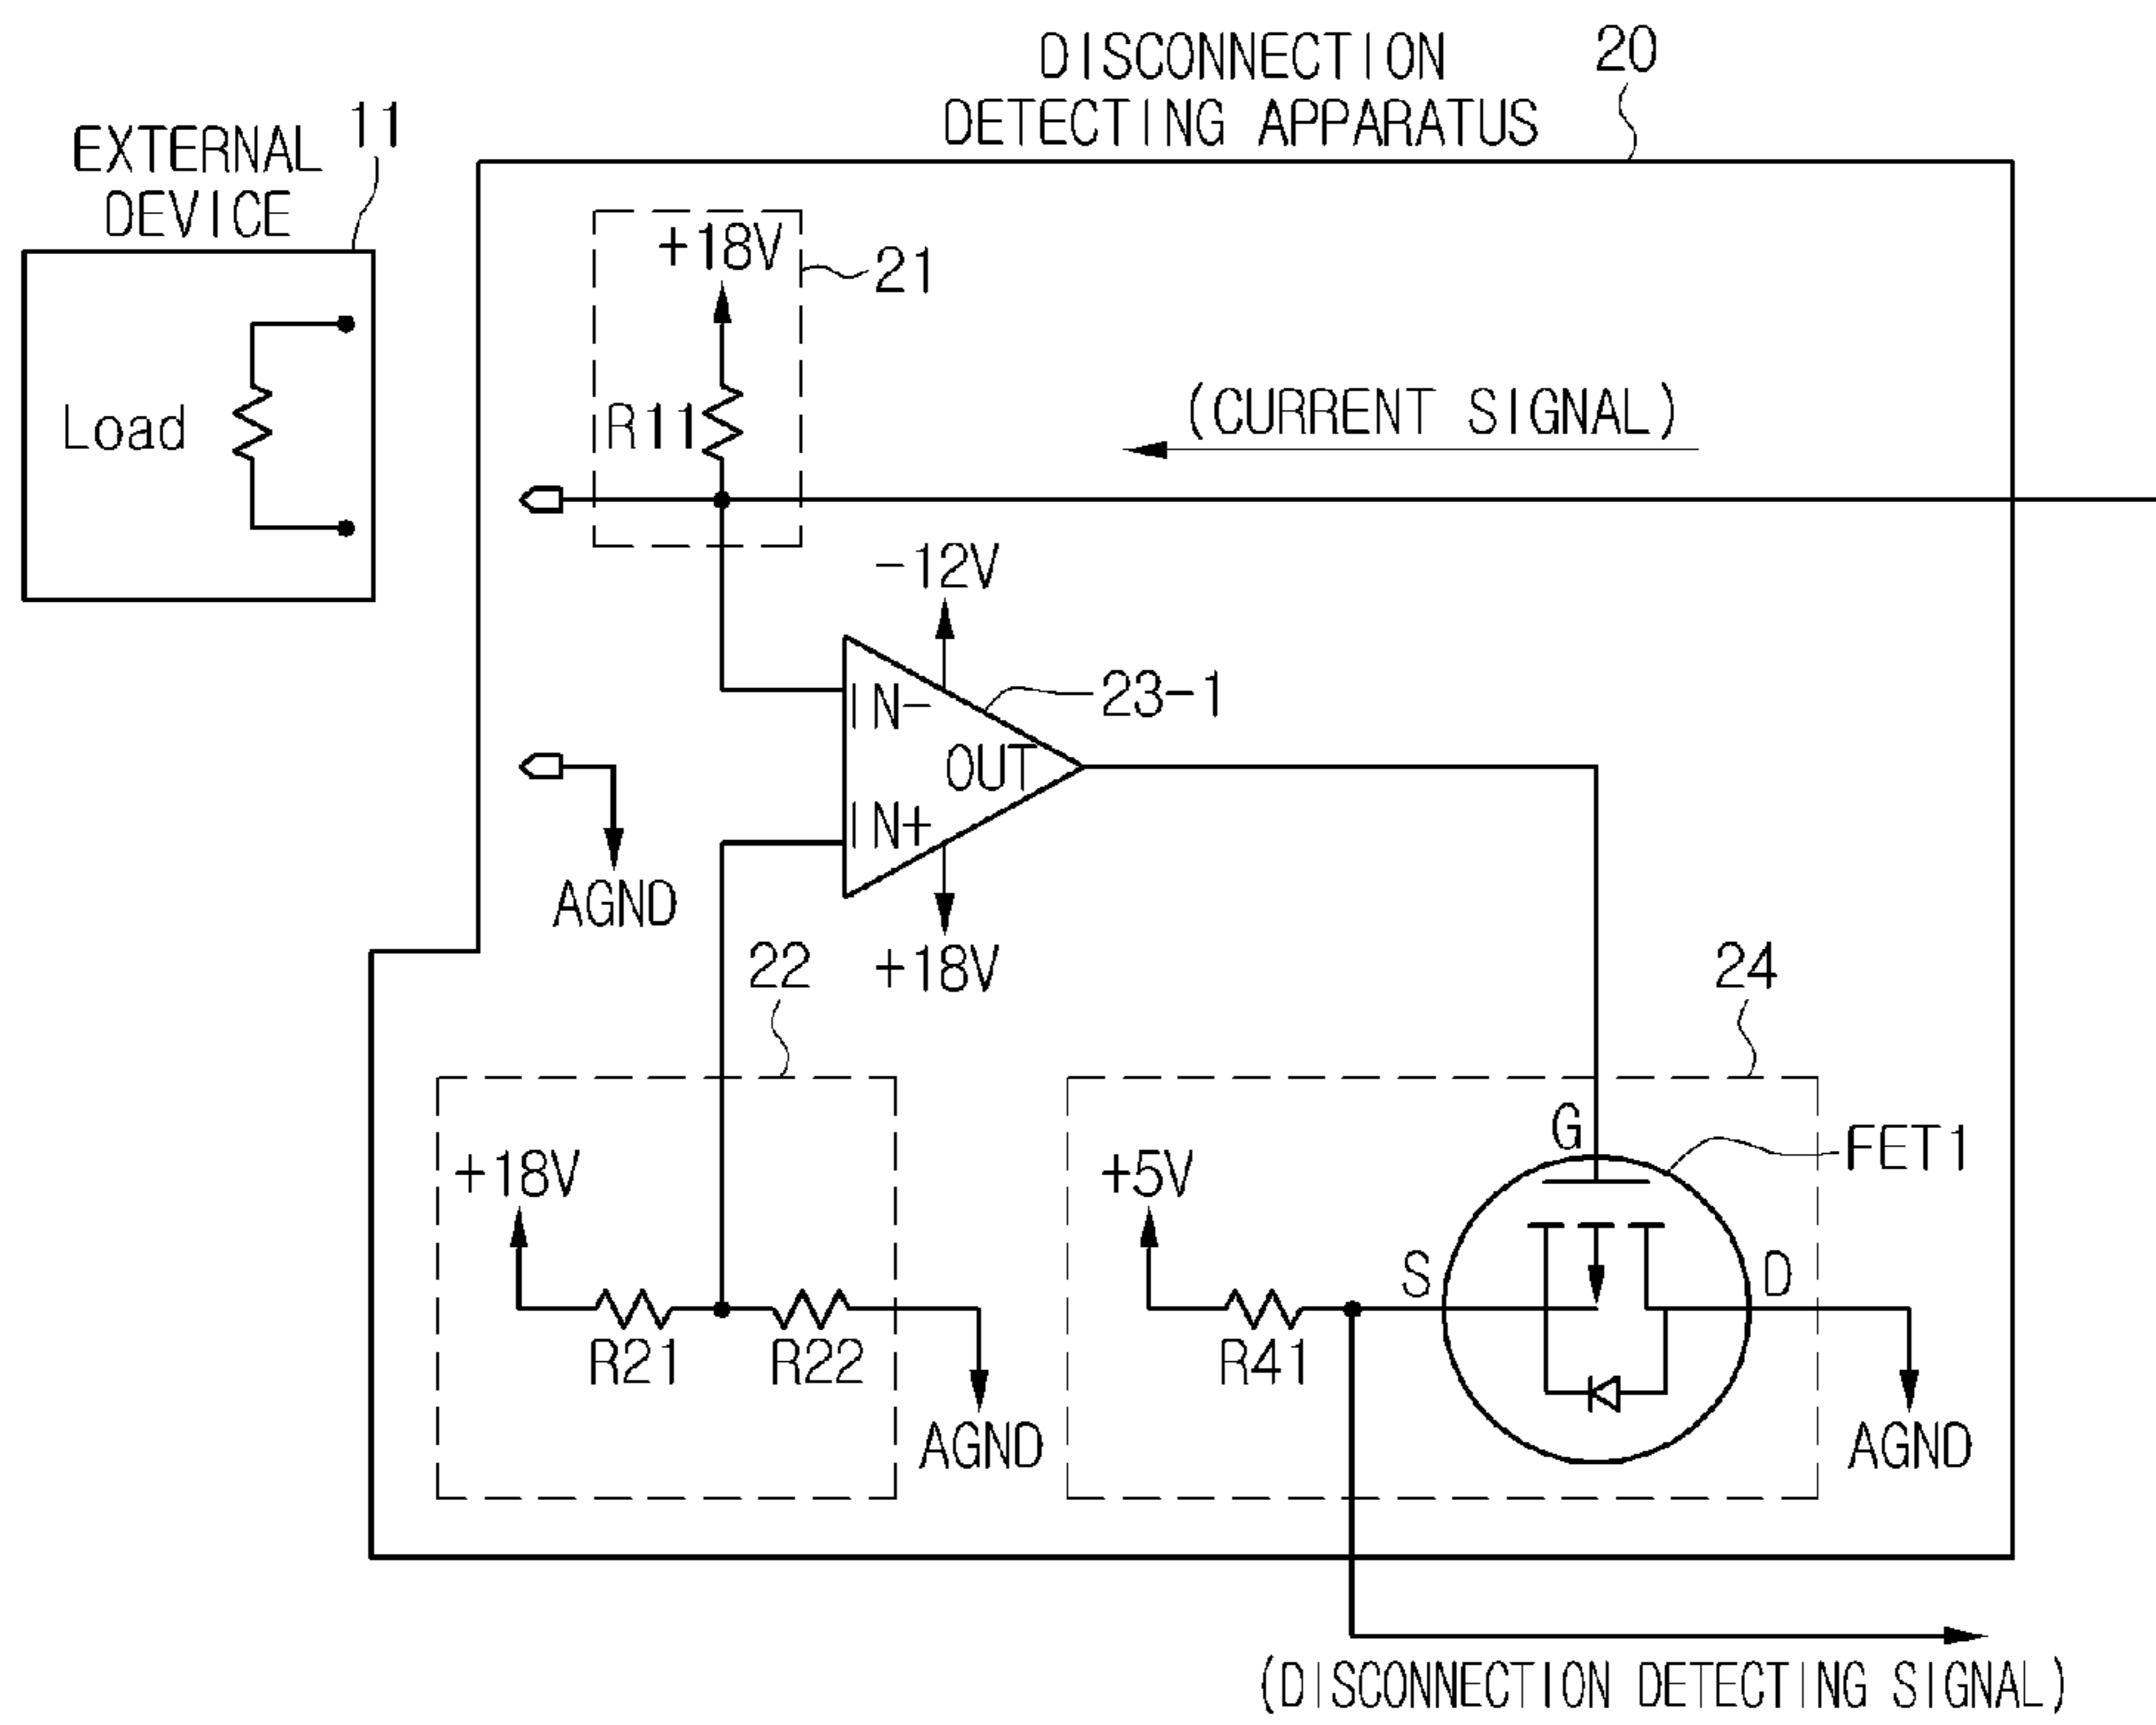 DISCONNECTION
DETECTING APPARATUS
20
EXTERNAL
DEVICE
11
+18V
21
Load
R11
(CURRENT SIGNAL)
-12V
IN-
23-1
OUT
IN+
AGND
+18V
22
24
+18V
+5V
G
FET1
S
D
R21
R22
R41
AGND
AGND
(DISCONNECTION DETECTING SIGNAL)